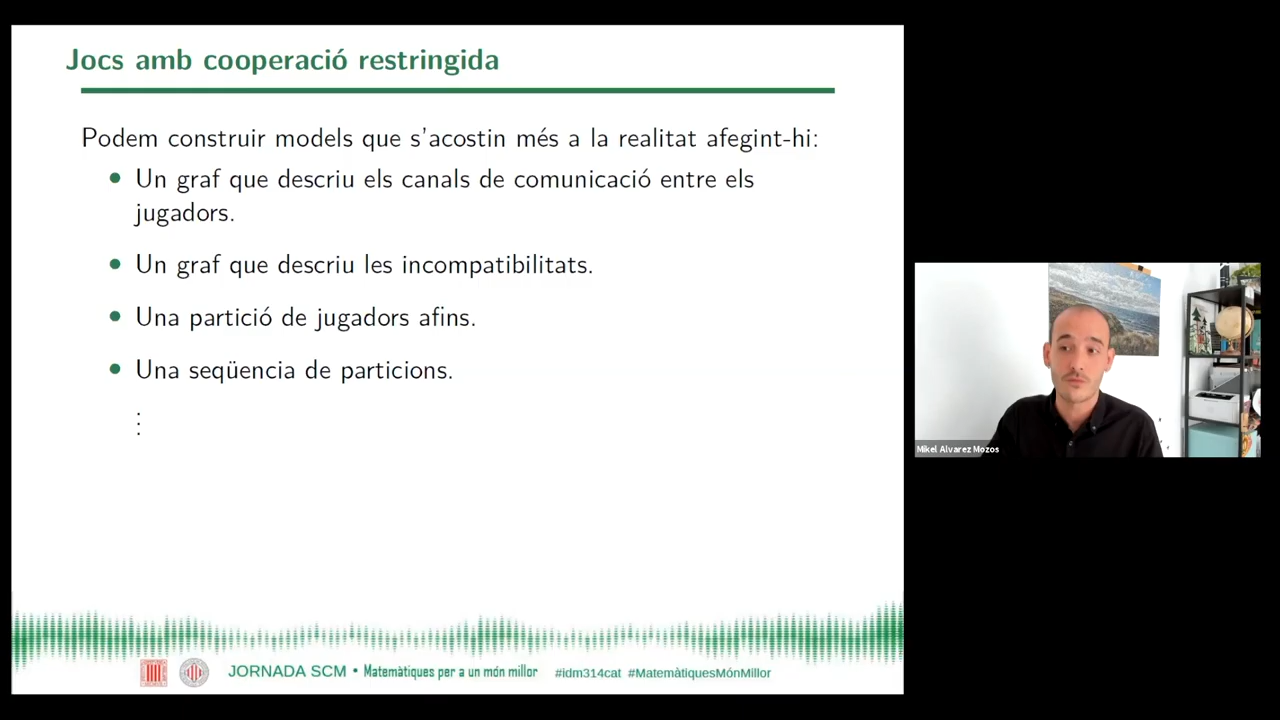 Jocs amb cooperació restringida
Podem construir models que s'acostin més a la realitat afegint-hi:
• Un graf que descriu els canals de comunicació entre els
jugadors.
• Un graf que descriu les incompatibilitats.
• Una partició de jugadors afins.
• Una seqüencia de particions.
⋮
JORNADA SCM • Matemàtiques per a un món millor #idm314cat #MatemàtiquesMónMillor
Mikel Alvarez Mozos